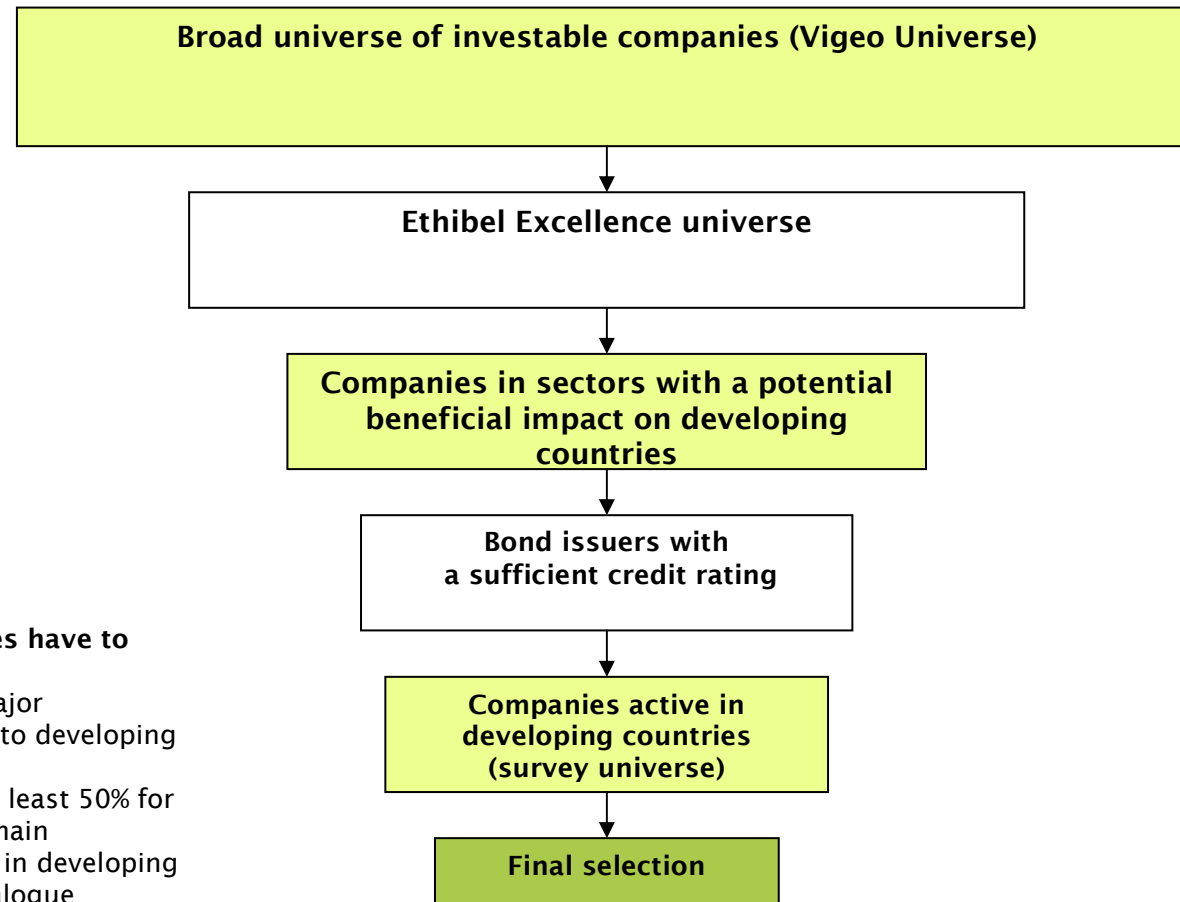 Broad universe of investable companies (Vigeo Universe)
Ethibel Excellence universe
Companies in sectors with a potential
beneficial impact on developing
countries
Bond issuers with
a sufficient credit rating
es have to
ajor
to developing
least 50% for
main
in developing
alogue
Companies active in
developing countries
(survey universe)
Final selection